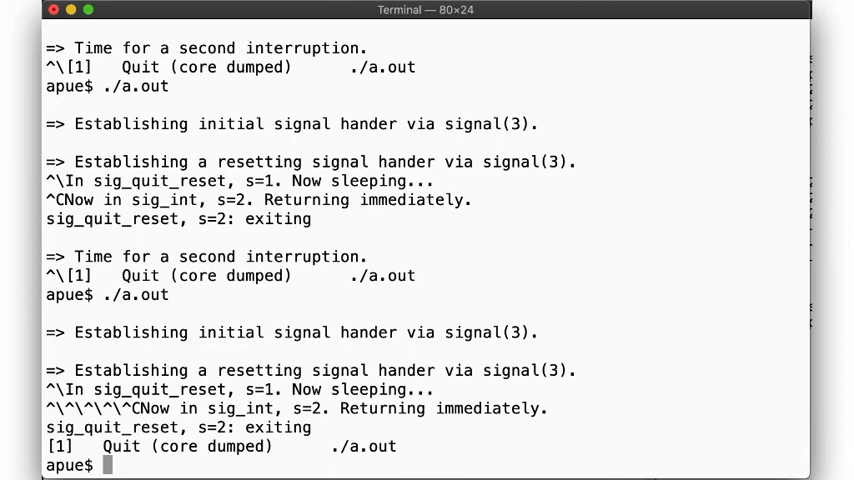 Terminal — 80×24
=> Time for a second interruption.
^\[1]   Quit (core dumped)      ./a.out
apue$ ./a.out
=> Establishing initial signal hander via signal(3).
=> Establishing a resetting signal hander via signal(3).
^\In sig_quit_reset, s=1. Now sleeping...
^CNow in sig_int, s=2. Returning immediately.
sig_quit_reset, s=2: exiting
=> Time for a second interruption.
^\[1]   Quit (core dumped)      ./a.out
apue$ ./a.out
=> Establishing initial signal hander via signal(3).
=> Establishing a resetting signal hander via signal(3).
^\In sig_quit_reset, s=1. Now sleeping...
^\^\^\^\^CNow in sig_int, s=2. Returning immediately.
sig_quit_reset, s=2: exiting
[1]   Quit (core dumped)      ./a.out
apue$